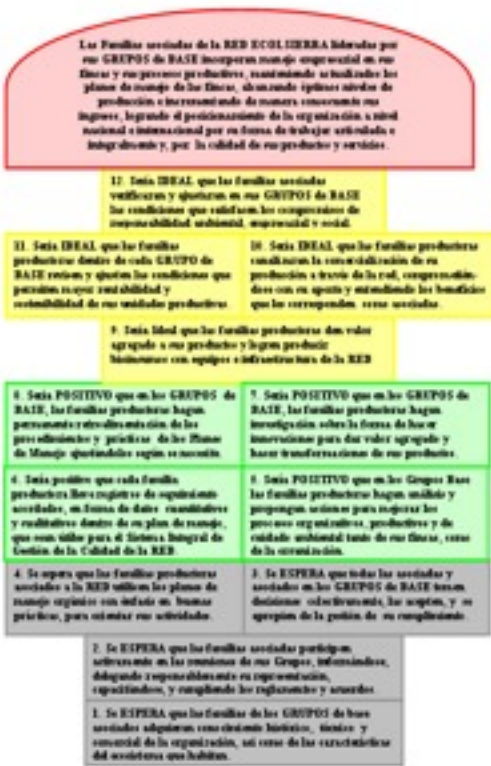 Las Familias asociadas de la RED ECOLSIERRA lideradas por
sus GRUPOS de BASE incorporan manejo empresarial en sus
fincas y sus procesos productivos, manteniendo actualizados los
planes de manejo de las fincas, alcanzando óptimos niveles de
producción e incrementando de manera consecuente sus
ingresos, logrando el posicionamiento de la organización a nivel
nacional e internacional por su forma de trabajar articulada e
integralmente y, por la calidad de sus productos y servicios.
12. Sería IDEAL que las familias asociadas
verificaran y ajustaran en sus GRUPOS de BASE
las condiciones que satisfacen los compromisos de
responsabilidad ambiental, empresarial y social.
11. Sería IDEAL que las familias
productoras dentro de cada GRUPO de
BASE revisen y ajusten las condiciones que
permiten mayor rentabilidad y
sostenibilidad de sus unidades productivas.
10. Sería IDEAL que las familias productoras
canalizaran la comercialización de su
producción a través de la red, comprometién-
dose con su aporte y entendiendo los beneficios
que les corresponden como asociadas.
9. Sería Ideal que las familias productoras den valor
agregado a sus productos y logren producir
bioinsumos con equipos e infraestructura de la RED
8. Sería POSITIVO que en los GRUPOS de
BASE, las familias productoras hagan
permanente retroalimentación de los
procedimientos y prácticas de los Planes
de Manejo ajustándolos según se necesite.
7. Sería POSITIVO que en los GRUPOS de
BASE, las familias productoras hagan
investigación sobre la forma de hacer
innovaciones para dar valor agregado y
hacer transformaciones de sus productos.
6. Sería positivo que cada familia
productora lleve registros de seguimiento
acordados, en forma de datos cuantitativos
y cualitativos dentro de su plan de manejo,
que sean útiles para el Sistema Integral de
Gestión de la Calidad de la RED.
5. Sería POSITIVO que en los Grupos Base
las familias productoras hagan análisis y
propongan acciones para mejorar los
procesos organizativos, productivos y de
cuidado ambiental tanto de sus fincas, como
de la organización.
4. Se espera que las familias productoras
asociadas a la RED utilicen los planes de
manejo orgánico con énfasis en buenas
prácticas, para orientar sus actividades.
3. Se ESPERA que todas las asociadas y
asociados en los GRUPOS de BASE tomen
decisiones colectivamente, las acepten, y se
apropien de la gestión de su cumplimiento.
2. Se ESPERA que las familias asociadas participen
activamente en las reuniones de sus Grupos, informándose,
delegando responsablemente su representación,
capacitándose, y cumpliendo los reglamentos y acuerdos.
1. Se ESPERA que las familias de los GRUPOS de base
asociados adquieran conocimiento histórico, técnico y
comercial de la organización, así como de las características
del ecosistema que habitan.